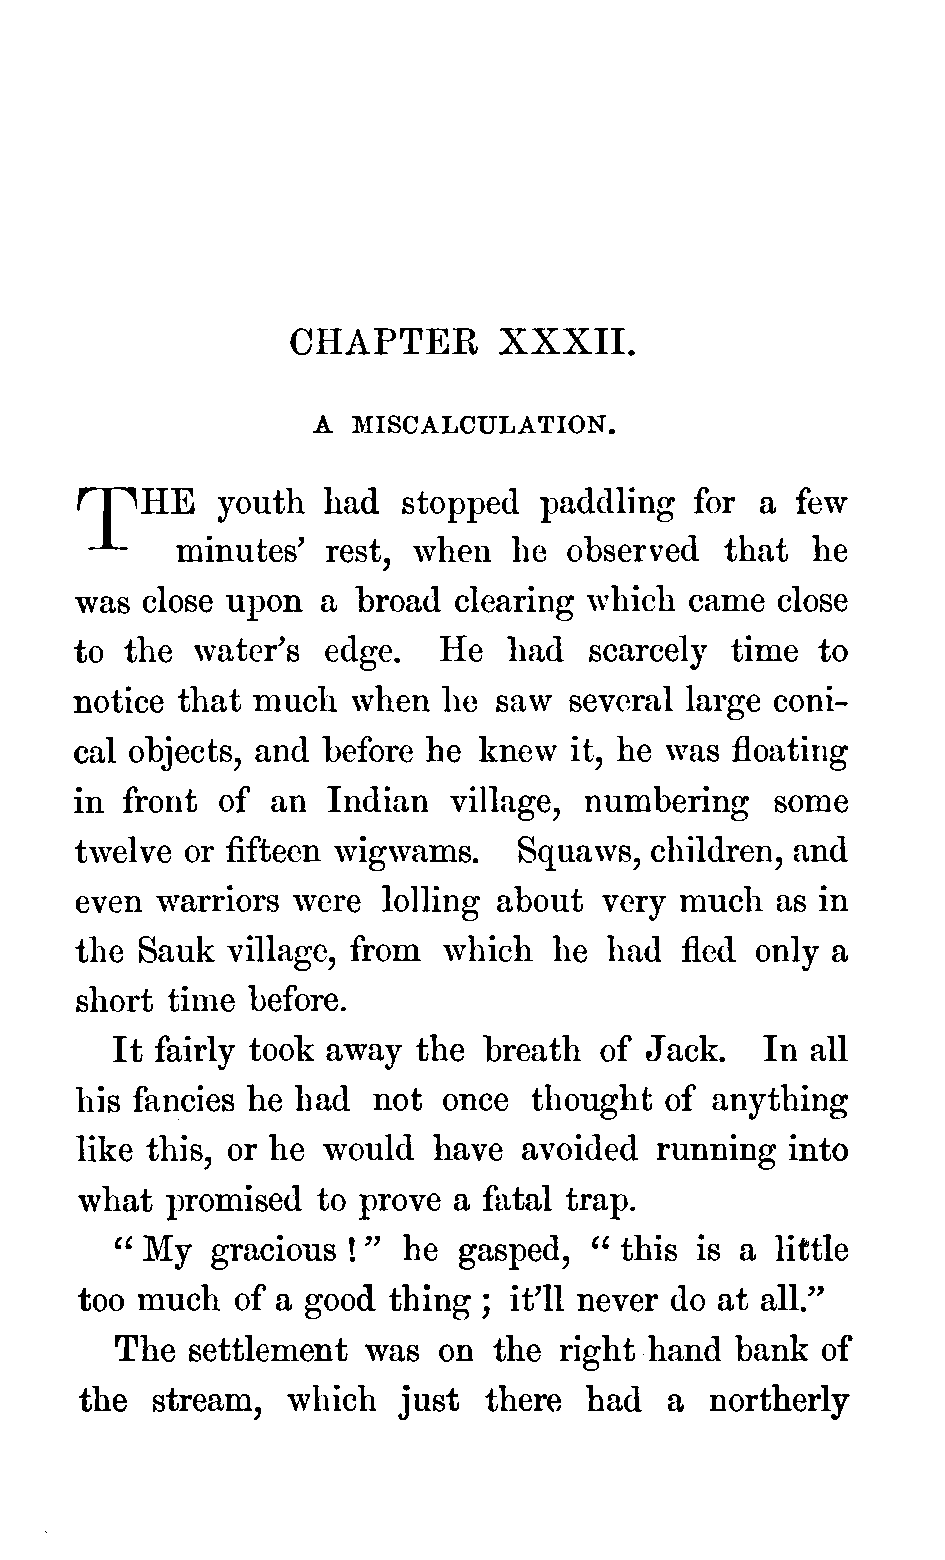 CHAPTER XXXII.
A MISCALCULATION.
THE youth had stopped paddling for a few
minutes’ rest, when he observed that he
was close upon a broad clearing which came close
to the water’s edge. He had scarcely time to
notice that much when he saw several large coni-
cal objects, and before he knew it, he was floating
in front of an Indian village, numbering some
twelve or fifteen wigwams. Squaws, children, and
even warriors were lolling about very much as in
the Sauk village, from which he had fled only a
short time before.
It fairly took away the breath of Jack. In all
his fancies he had not once thought of anything
like this, or he would have avoided running into
what promised to prove a fatal trap.
“ My gracious ! ” he gasped, “ this is a little
too much of a good thing ; it’ll never do at all.”
The settlement was on the right hand bank of
the stream, which just there had a northerly